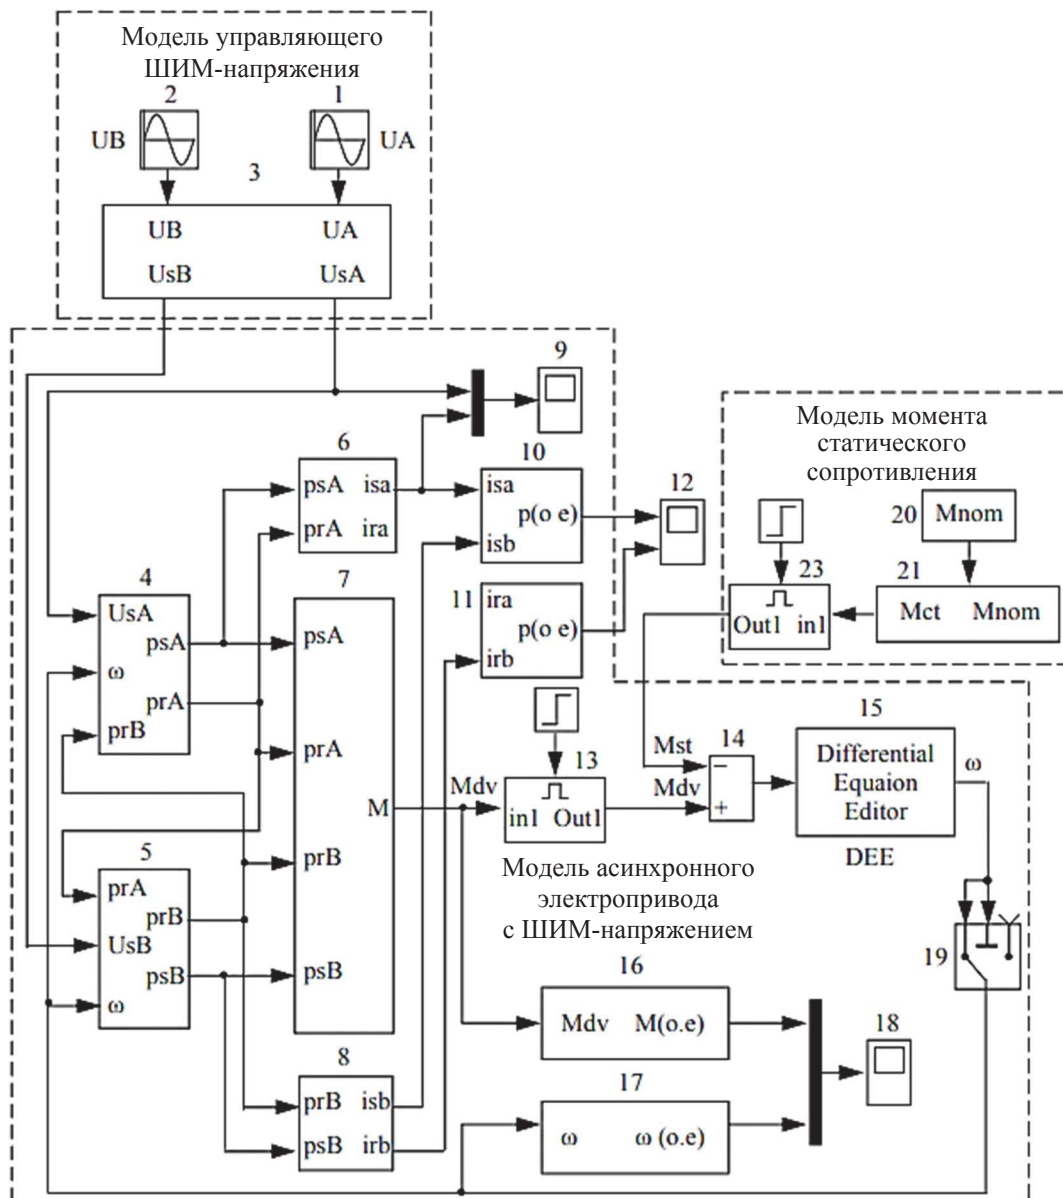 Модель управляющего
ШИМ-напряжения
2 1
UB UA
3
UB UA
UsB UsA
9
Модель момента
статического
сопротивления
6
psA isa
prA ira
10
isa
p(o e)
isb
12
20 Mnom
4
UsA
psA
ω
prA
prB
7
psA
prA
M
prB
psB
11 ira
p(o e)
irb
23
Out1 in1
21
Mct Mnom
13
Mdv
in1 Out1
Mst
Mdv
14
−
+
15
Differential
Equaion
Editor
DEE
ω
Модель асинхронного
электропривода
с ШИМ-напряжением
5
prA
prB
UsB
psB
ω
19
16
Mdv M(o.e)
18
8
prB isb
psB irb
17
ω ω (o.e)